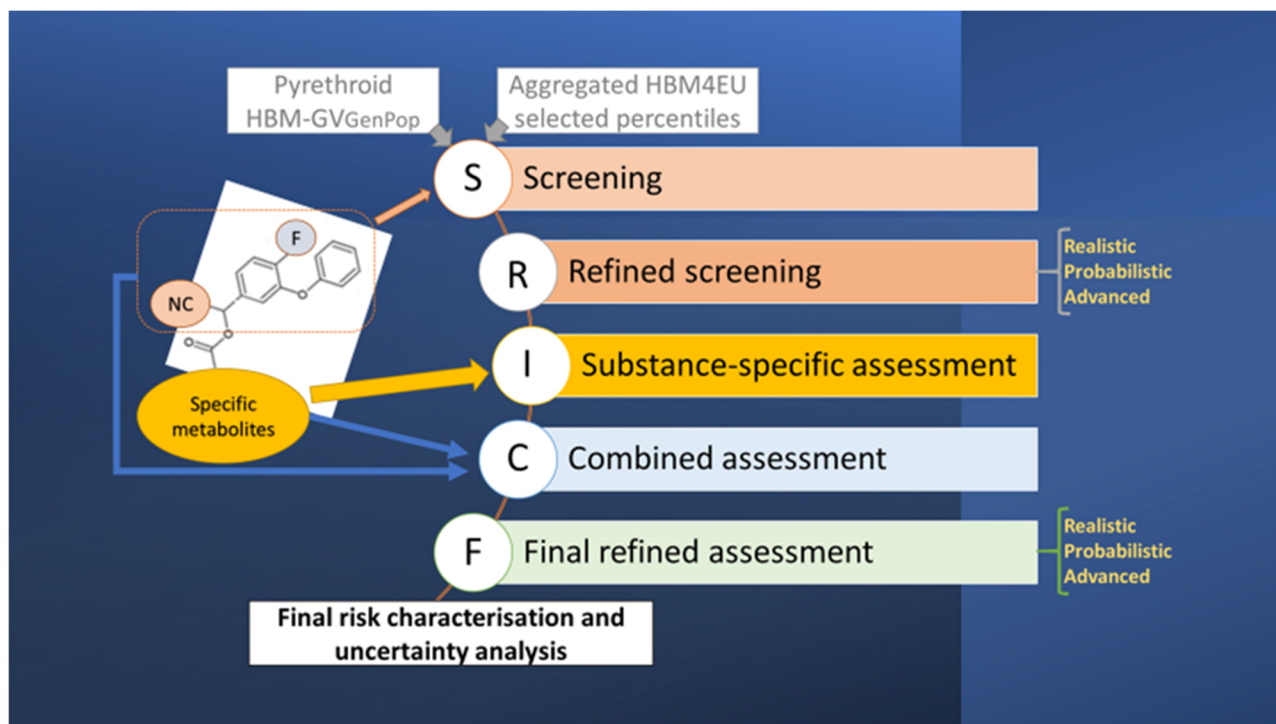 Pyrethroid
HBM-GVGenPop
Aggregated HBM4EU
selected percentiles
S
Screening
F
O
NC
O
O
R
Refined screening
Realistic
Probabilistic
Advanced
I
Substance-specific assessment
Specific
metabolites
C
Combined assessment
F
Final refined assessment
Realistic
Probabilistic
Advanced
Final risk characterisation and
uncertainty analysis